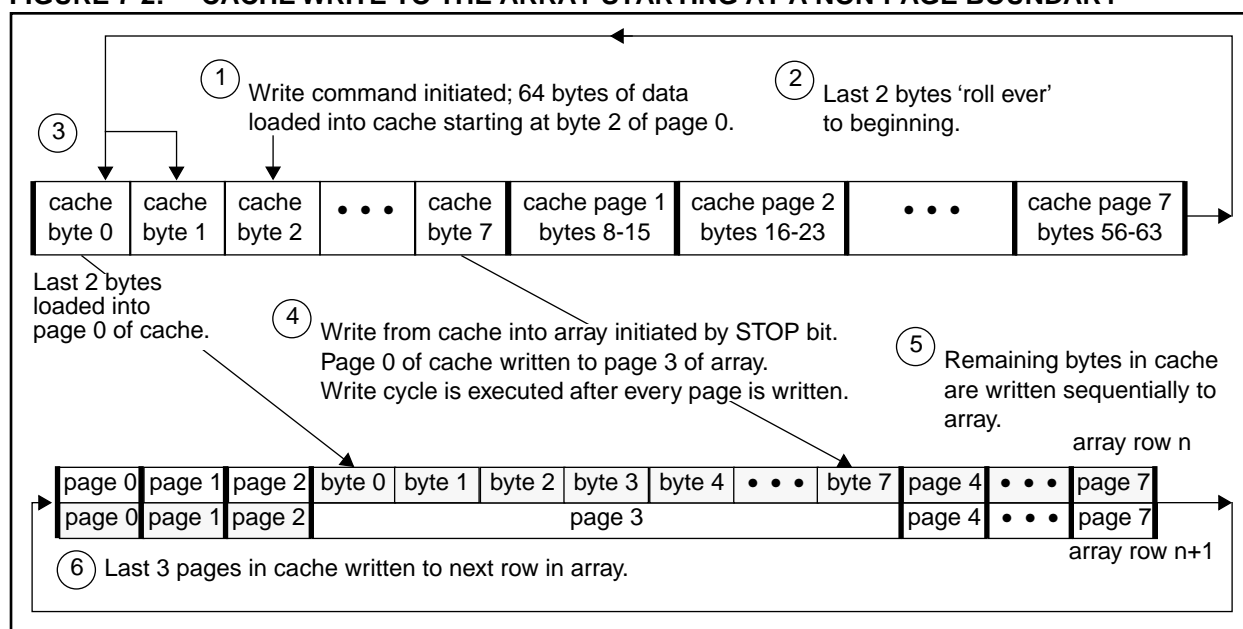 FIGURE 7-2: CACHE WRITE TO THE ARRAY STARTING AT A NON-PAGE BOUNDARY
1 Write command initiated; 64 bytes of data
loaded into cache starting at byte 2 of page 0.
2 Last 2 bytes ‘roll ever’
to beginning.
3
cache byte 0 cache byte 1 cache byte 2 • • • cache byte 7 cache page 1 bytes 8-15 cache page 2 bytes 16-23 • • • cache page 7 bytes 56-63
Last 2 bytes
loaded into
page 0 of cache.
4 Write from cache into array initiated by STOP bit.
Page 0 of cache written to page 3 of array.
Write cycle is executed after every page is written.
5 Remaining bytes in cache
are written sequentially to
array.
array row n
page 0 page 1 page 2 byte 0 byte 1 byte 2 byte 3 byte 4 • • • byte 7 page 4 • • • page 7
page 0 page 1 page 2 page 3 page 4 • • • page 7
array row n+1
6 Last 3 pages in cache written to next row in array.